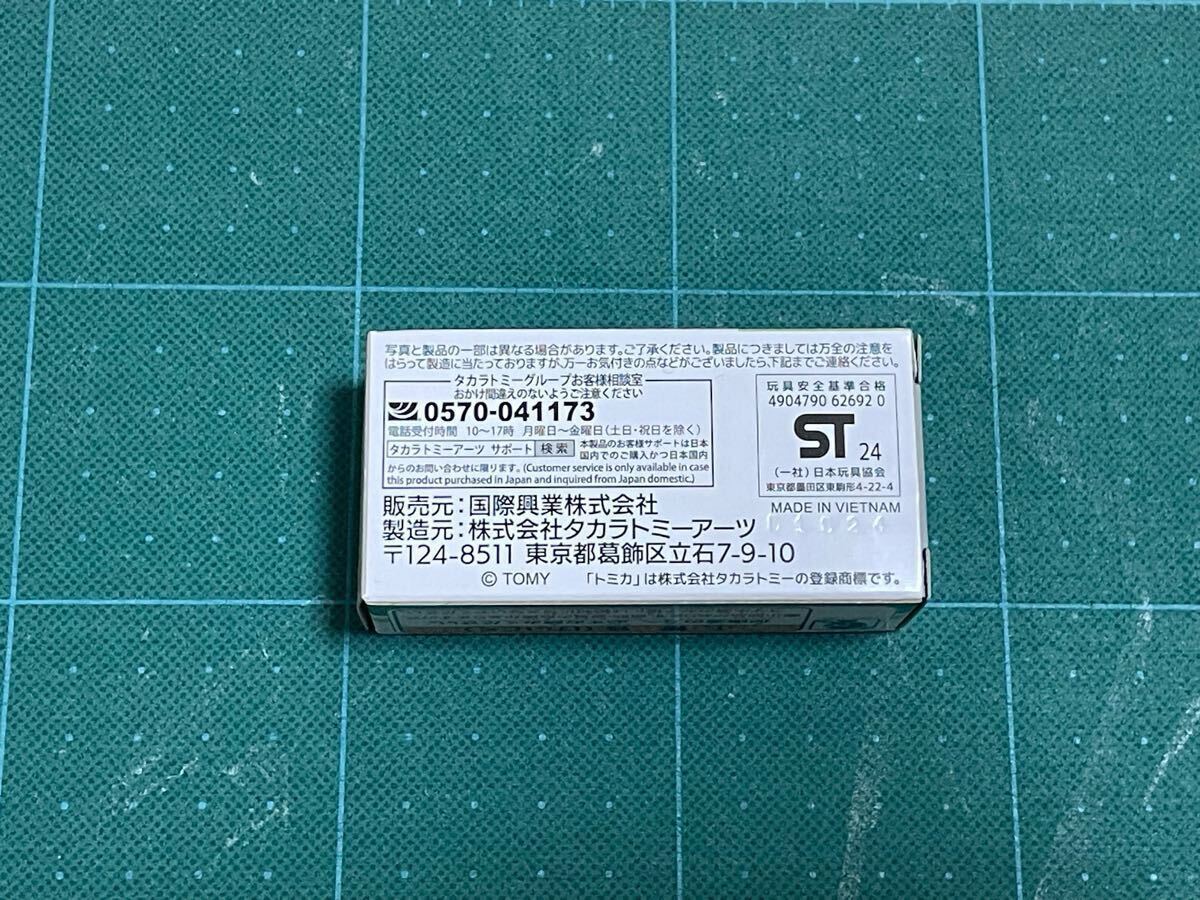 写真と製品の一部は異なる場合があります。ご了承ください。製品につきましては万全の注意を
はらって製造に当たっておりますが、万一お気付きの点などがございましたら、下記までご連絡ください。
タカラトミーグループお客様相談室
おかけ間違えのないようご注意ください
0570-041173
電話受付時間 10〜17時 月曜日〜金曜日(土日・祝日を除く)
タカラトミーアーツ サポート 検索 本製品のお客様サポートは日本
国内でのご購入かつ日本国内
からのお問い合わせに限ります。(Customer service is only available in case
this product purchased in Japan and inquired from Japan domestic.)
玩具安全基準合格
4904790 62692 0
ST 24
(一社)日本玩具協会
東京都墨田区東駒形4-22-4
MADE IN VIETNAM
販売元:国際興業株式会社
製造元:株式会社タカラトミーアーツ
〒124-8511 東京都葛飾区立石7-9-10
© TOMY 「トミカ」は株式会社タカラトミーの登録商標です。